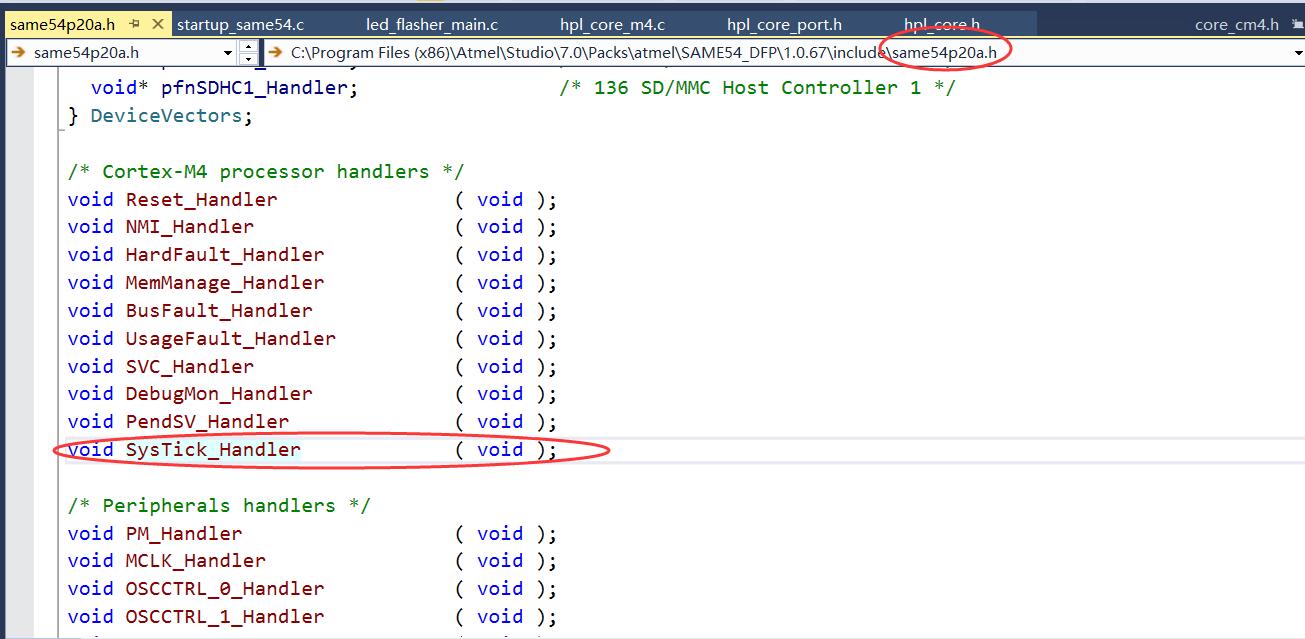 same54p20a.h startup_same54.c led_flasher_main.c hpl_core_m4.c hpl_core_port.h hpl_core.h core_cm4.h
same54p20a.h C:\Program Files (x86)\Atmel\Studio\7.0\Packs\atmel\SAME54_DFP\1.0.67\include\same54p20a.h
void* pfnSDHC1_Handler; /* 136 SD/MMC Host Controller 1 */
} DeviceVectors;
/* Cortex-M4 processor handlers */
void Reset_Handler ( void );
void NMI_Handler ( void );
void HardFault_Handler ( void );
void MemManage_Handler ( void );
void BusFault_Handler ( void );
void UsageFault_Handler ( void );
void SVC_Handler ( void );
void DebugMon_Handler ( void );
void PendSV_Handler ( void );
void SysTick_Handler ( void );
/* Peripherals handlers */
void PM_Handler ( void );
void MCLK_Handler ( void );
void OSCCTRL_0_Handler ( void );
void OSCCTRL_1_Handler ( void );